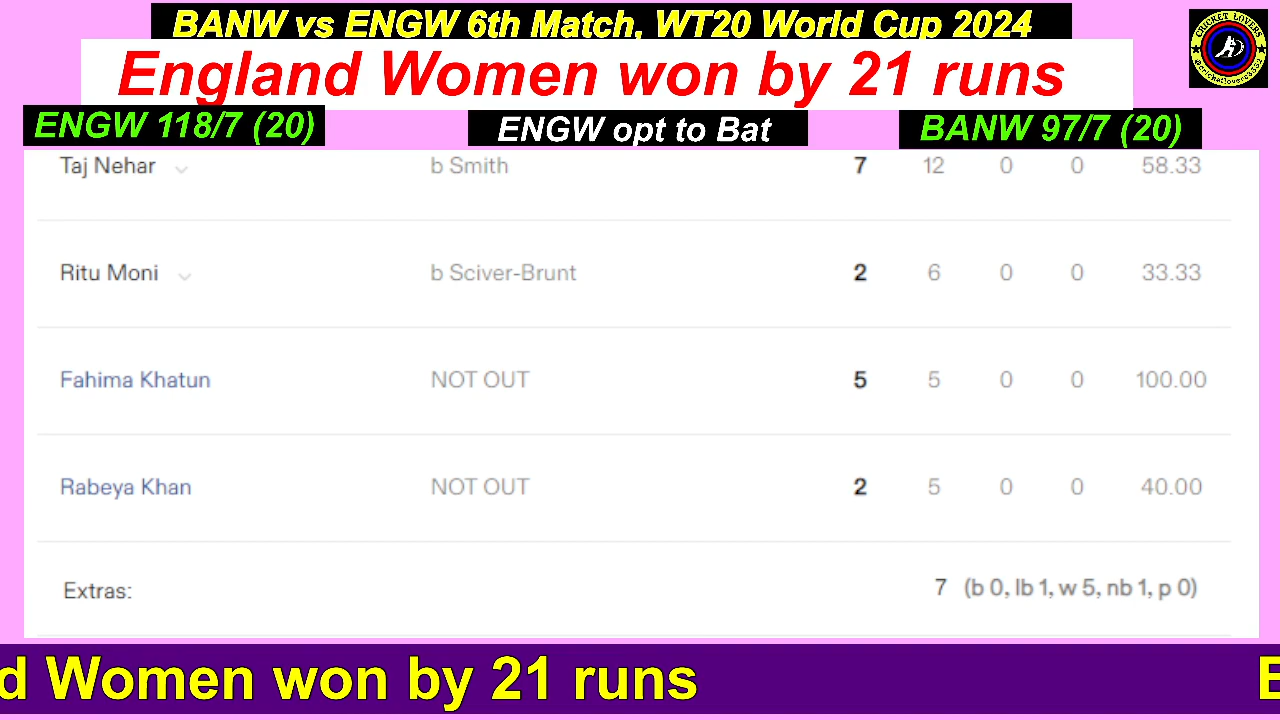 BANW vs ENGW 6th Match, WT20 World Cup 2024
England Women won by 21 runs
ENGW 118/7 (20) ENGW opt to Bat BANW 97/7 (20)
Taj Nehar b Smith 7 12 0 0 58.33
Ritu Moni b Sciver-Brunt 2 6 0 0 33.33
Fahima Khatun NOT OUT 5 5 0 0 100.00
Rabeya Khan NOT OUT 2 5 0 0 40.00
Extras: 7 (b 0, lb 1, w 5, nb 1, p 0)
d Women won by 21 runs E
CRICKET LOVERS